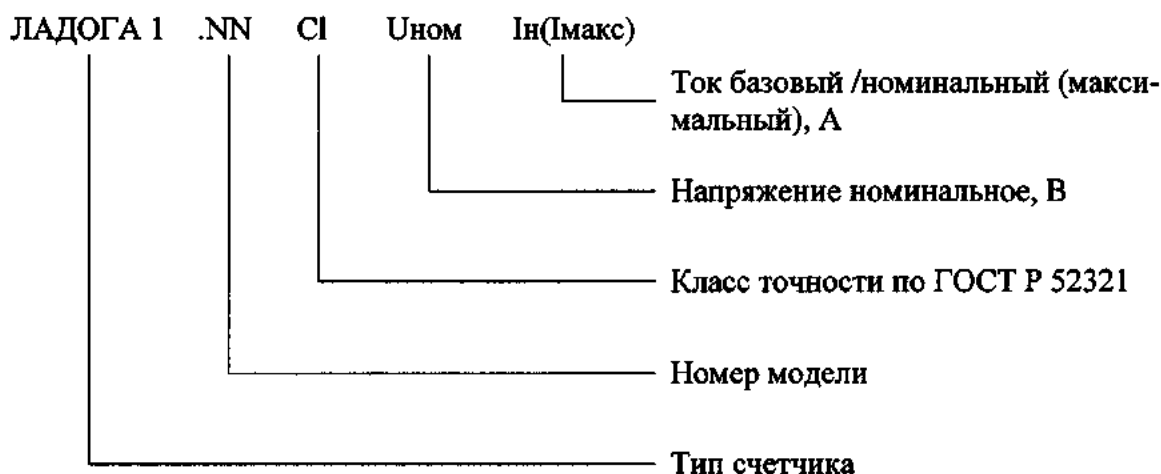 ЛАДОГА 1 .NN Cl Uном Iн(Iмакс)
Ток базовый /номинальный (макси-
мальный), А
Напряжение номинальное, В
Класс точности по ГОСТ Р 52321
Номер модели
Тип счетчика